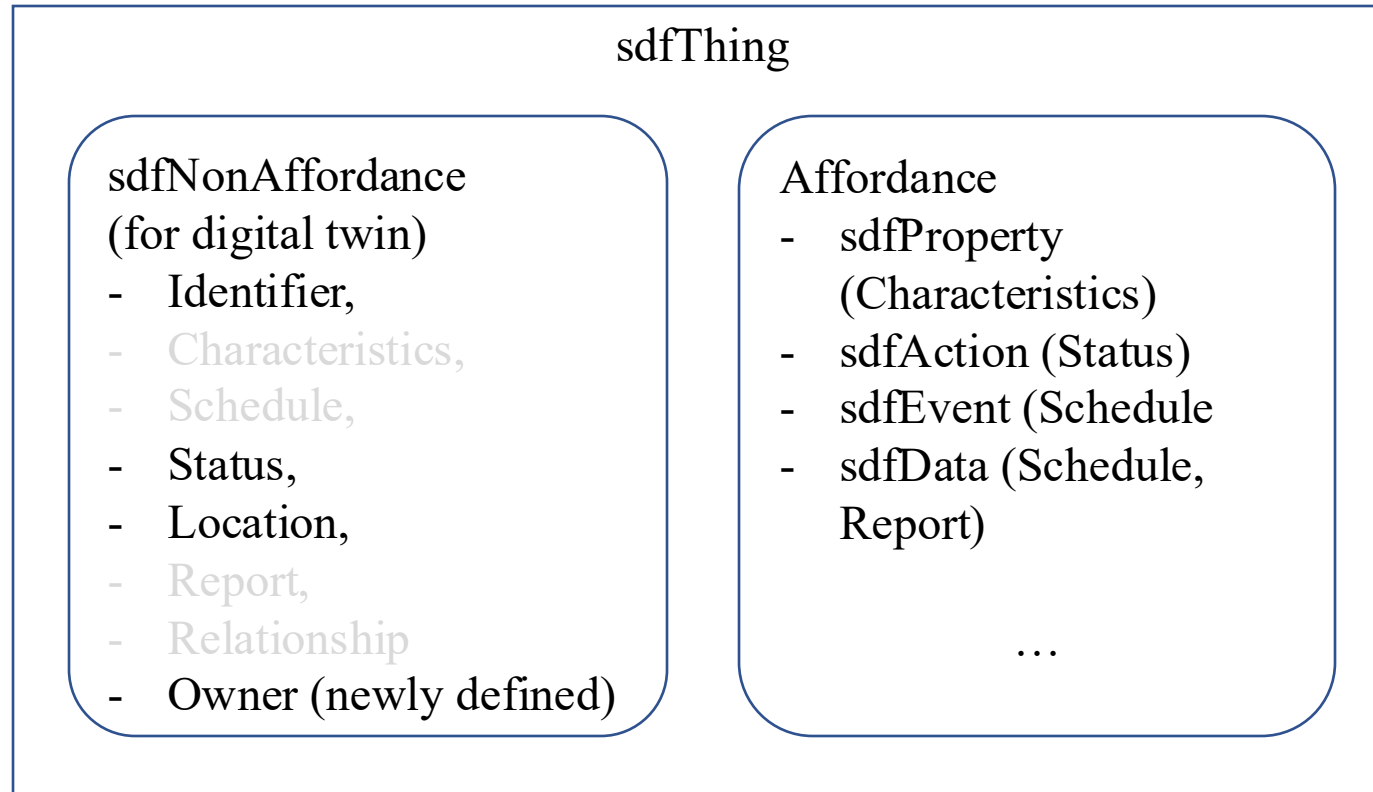 sdfThing
sdfNonAffordance
(for digital twin)
- Identifier,
- Characteristics,
- Schedule,
- Status,
- Location,
- Report,
- Relationship
- Owner (newly defined)
Affordance
- sdfProperty
(Characteristics)
- sdfAction (Status)
- sdfEvent (Schedule
- sdfData (Schedule,
Report)
…